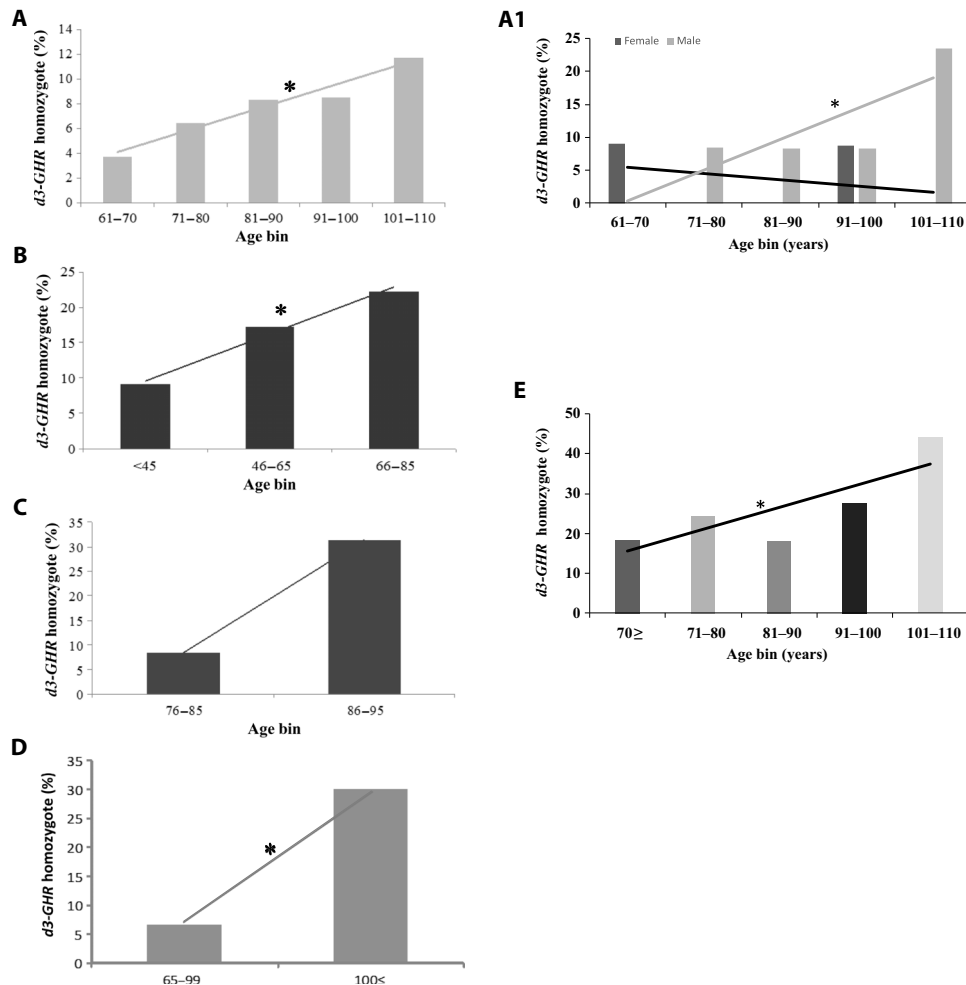 A
d3-GHR homozygote (%)
14
12
10
8
6
4
2
0
*
61–70 71–80 81–90 91–100 101–110
Age bin
A1
d3-GHR homozygote (%)
Female Male
25
20
15
10
5
0
*
61–70 71–80 81–90 91–100 101–110
Age bin (years)
B
d3-GHR homozygote (%)
25
20
15
10
5
0
*
<45 46–65 66–85
Age bin
C
d3-GHR homozygote (%)
35
30
25
20
15
10
5
0
76–85 86–95
Age bin
D
d3-GHR homozygote (%)
35
30
25
20
15
10
5
0
*
65–99 100≤
E
d3-GHR homozygote (%)
50
40
30
20
10
0
*
70≥ 71–80 81–90 91–100 101–110
Age bin (years)